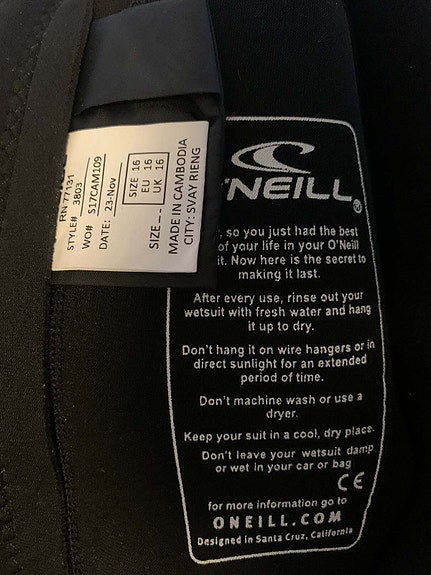 RN 77131
STYLE# 3803
WO# S17CAM109
DATE: 23-Nov
SIZE 16
EU 16
UK 16
SIZE - -
MADE IN CAMBODIA
CITY: SVAY RIENG
'NEILL®
, so you just had the best
of your life in your O'Neill
it. Now here is the secret to
making it last.
After every use, rinse out your
wetsuit with fresh water and hang
it up to dry.
Don't hang it on wire hangers or in
direct sunlight for an extended
period of time.
Don't machine wash or use a
dryer.
Keep your suit in a cool, dry place.
Don't leave your wetsuit damp
or wet in your car or bag
CE
for more information go to
ONEILL.COM
Designed in Santa Cruz, California